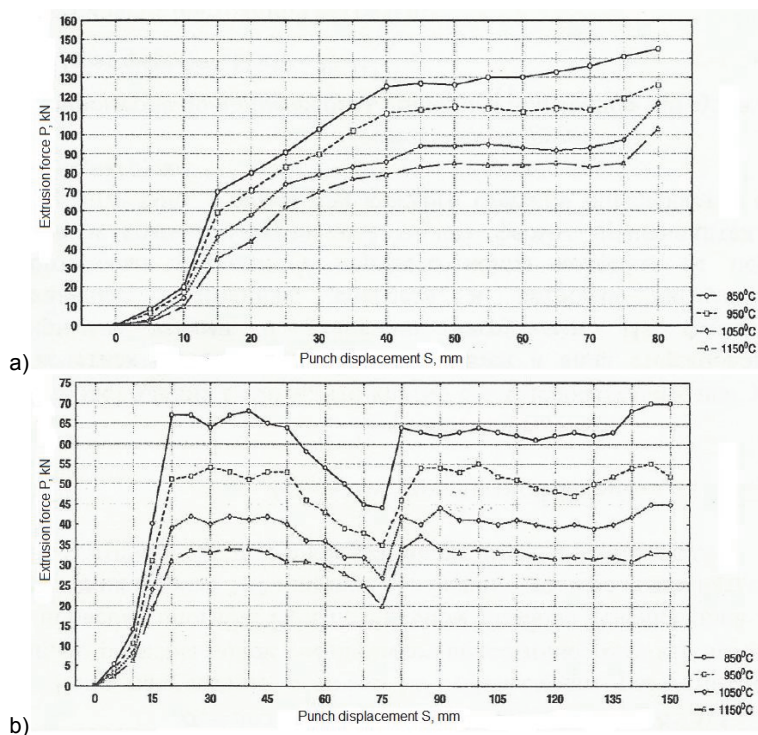 160
150
140
130
120
110
100
90
80
70
60
50
40
30
20
10
0
Extrusion force P, kN
0 10 20 30 40 50 60 70 80
Punch displacement S, mm
850⁰C
950⁰C
1050⁰C
1150⁰C
a)
75
70
65
60
55
50
45
40
35
30
25
20
15
10
5
0
Extrusion force P, kN
0 15 30 45 60 75 90 105 120 135 150
Punch displacement S, mm
850⁰C
950⁰C
1050⁰C
1150⁰C
b)